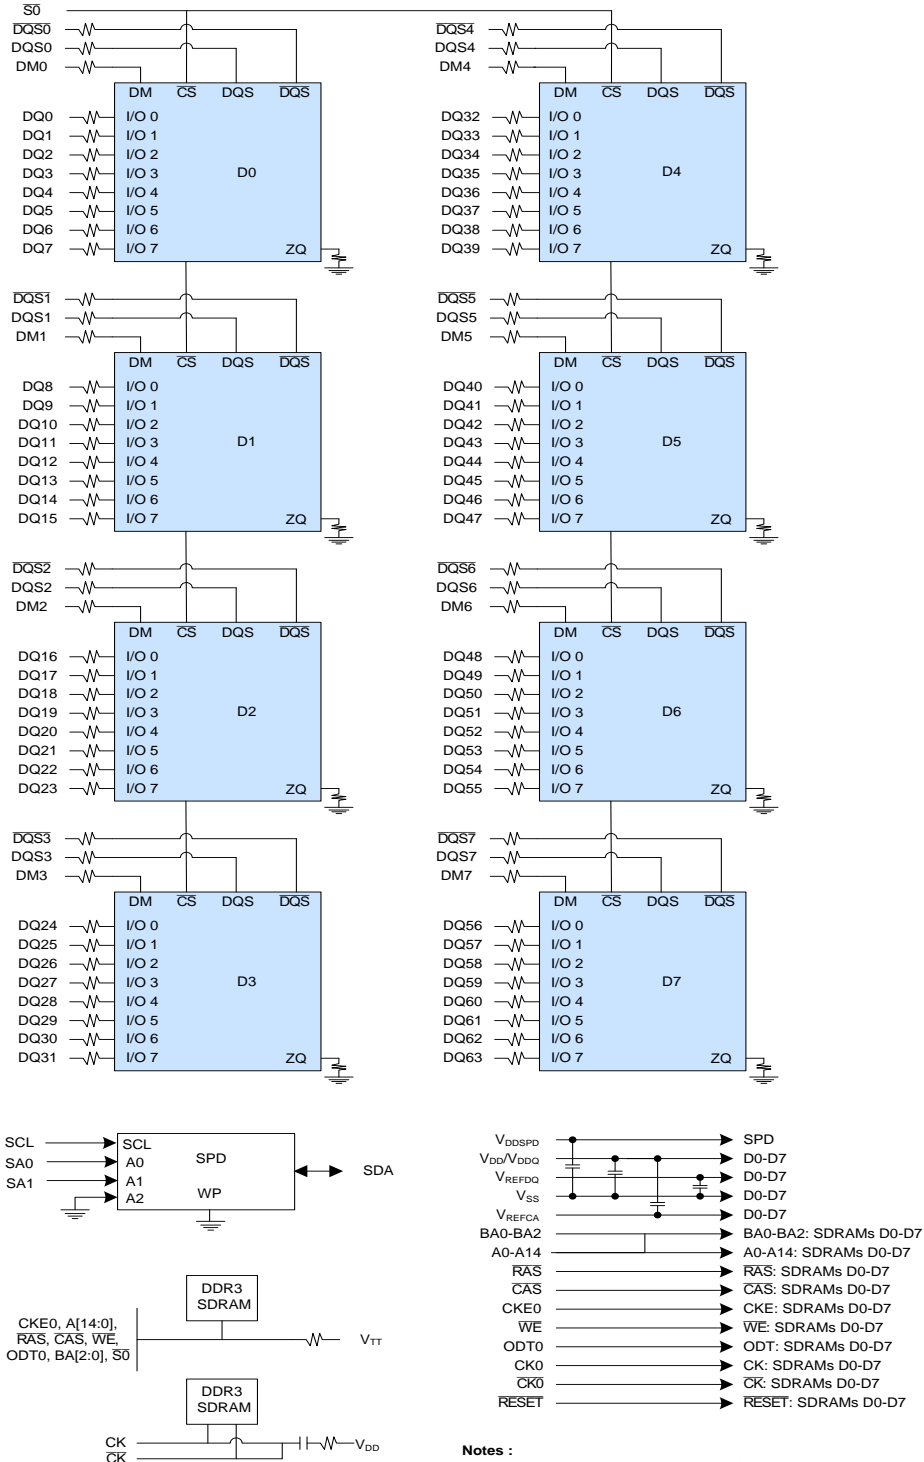 S0
DQS0
DQS0
DM0
DM CS DQS DQS
DQ0 I/O 0
DQ1 I/O 1
DQ2 I/O 2
DQ3 I/O 3 D0
DQ4 I/O 4
DQ5 I/O 5
DQ6 I/O 6
DQ7 I/O 7 ZQ
DQS1
DQS1
DM1
DM CS DQS DQS
DQ8 I/O 0
DQ9 I/O 1
DQ10 I/O 2
DQ11 I/O 3 D1
DQ12 I/O 4
DQ13 I/O 5
DQ14 I/O 6
DQ15 I/O 7 ZQ
DQS2
DQS2
DM2
DM CS DQS DQS
DQ16 I/O 0
DQ17 I/O 1
DQ18 I/O 2
DQ19 I/O 3 D2
DQ20 I/O 4
DQ21 I/O 5
DQ22 I/O 6
DQ23 I/O 7 ZQ
DQS3
DQS3
DM3
DM CS DQS DQS
DQ24 I/O 0
DQ25 I/O 1
DQ26 I/O 2
DQ27 I/O 3 D3
DQ28 I/O 4
DQ29 I/O 5
DQ30 I/O 6
DQ31 I/O 7 ZQ
DQS4
DQS4
DM4
DM CS DQS DQS
DQ32 I/O 0
DQ33 I/O 1
DQ34 I/O 2
DQ35 I/O 3 D4
DQ36 I/O 4
DQ37 I/O 5
DQ38 I/O 6
DQ39 I/O 7 ZQ
DQS5
DQS5
DM5
DM CS DQS DQS
DQ40 I/O 0
DQ41 I/O 1
DQ42 I/O 2
DQ43 I/O 3 D5
DQ44 I/O 4
DQ45 I/O 5
DQ46 I/O 6
DQ47 I/O 7 ZQ
DQS6
DQS6
DM6
DM CS DQS DQS
DQ48 I/O 0
DQ49 I/O 1
DQ50 I/O 2
DQ51 I/O 3 D6
DQ52 I/O 4
DQ53 I/O 5
DQ54 I/O 6
DQ55 I/O 7 ZQ
DQS7
DQS7
DM7
DM CS DQS DQS
DQ56 I/O 0
DQ57 I/O 1
DQ58 I/O 2
DQ59 I/O 3 D7
DQ60 I/O 4
DQ61 I/O 5
DQ62 I/O 6
DQ63 I/O 7 ZQ
SCL SCL
SA0 A0 SPD SDA
SA1 A1
A2 WP
DDR3
SDRAM
CKE0, A[14:0],
RAS, CAS, WE, VTT
ODT0, BA[2:0], S0
DDR3
SDRAM
CK VDD
CK
VDDSPD SPD
VDD/VDDQ D0-D7
VREFDQ D0-D7
VSS D0-D7
VREFCA D0-D7
BA0-BA2 BA0-BA2: SDRAMs D0-D7
A0-A14 A0-A14: SDRAMs D0-D7
RAS RAS: SDRAMs D0-D7
CAS CAS: SDRAMs D0-D7
CKE0 CKE: SDRAMs D0-D7
WE WE: SDRAMs D0-D7
ODT0 ODT: SDRAMs D0-D7
CK0 CK: SDRAMs D0-D7
CK0 CK: SDRAMs D0-D7
RESET RESET: SDRAMs D0-D7
Notes :